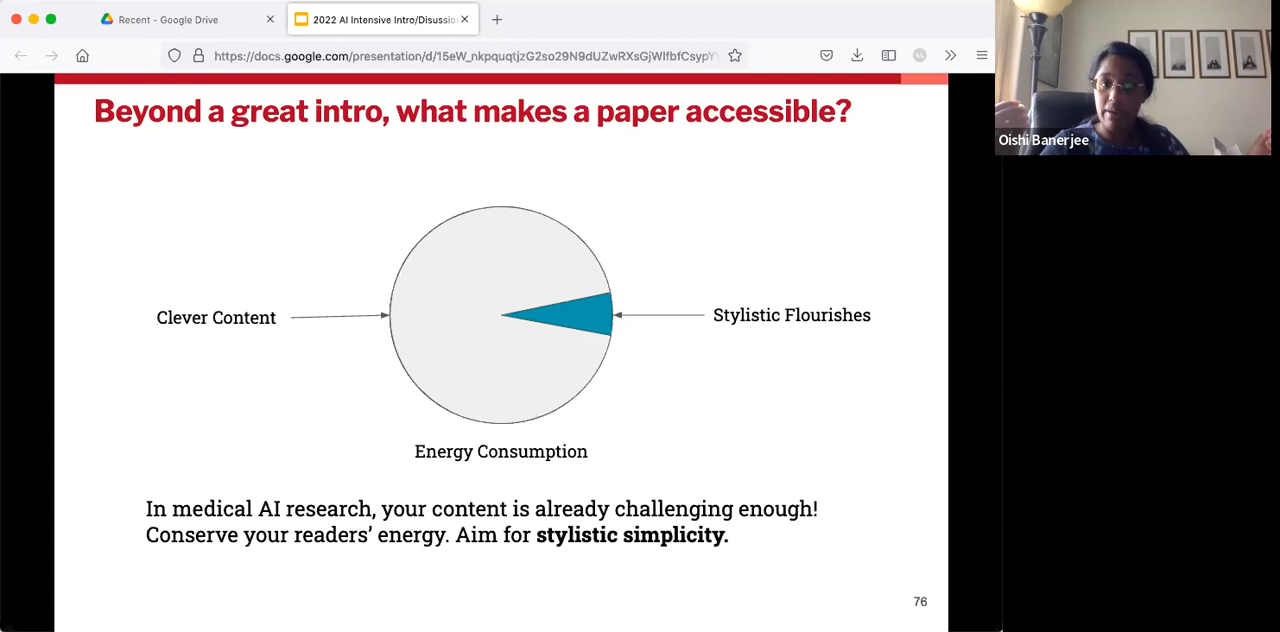 Recent - Google Drive
2022 AI Intensive Intro/Disussio
https://docs.google.com/presentation/d/15eW_nkpquqtjzG2so29N9dUZwRXsGjWlfbfCsypY
Beyond a great intro, what makes a paper accessible?
Oishi Banerjee
Clever Content
Stylistic Flourishes
Energy Consumption
In medical AI research, your content is already challenging enough!
Conserve your readers' energy. Aim for stylistic simplicity.
76